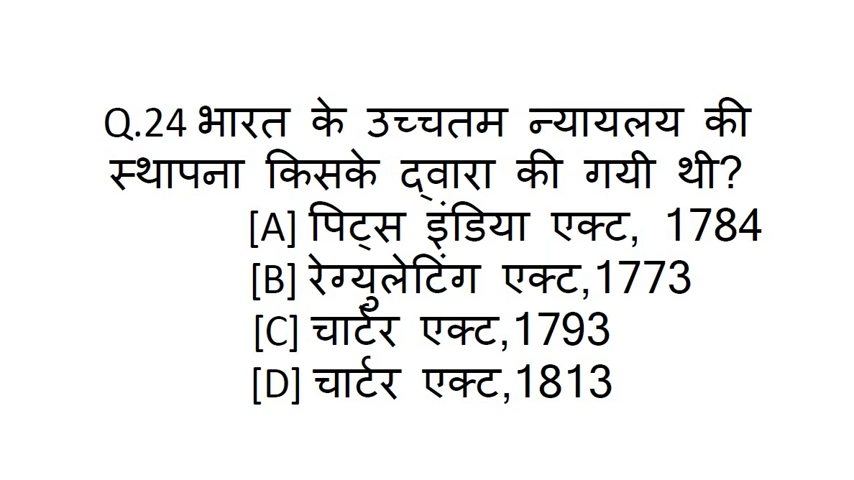 Q.24 भारत के उच्चतम न्यायलय की
स्थापना किसके द्वारा की गयी थी?
[A] पिट्स इंडिया एक्ट, 1784
[B] रेग्युलेटिंग एक्ट,1773
[C] चार्टर एक्ट,1793
[D] चार्टर एक्ट,1813